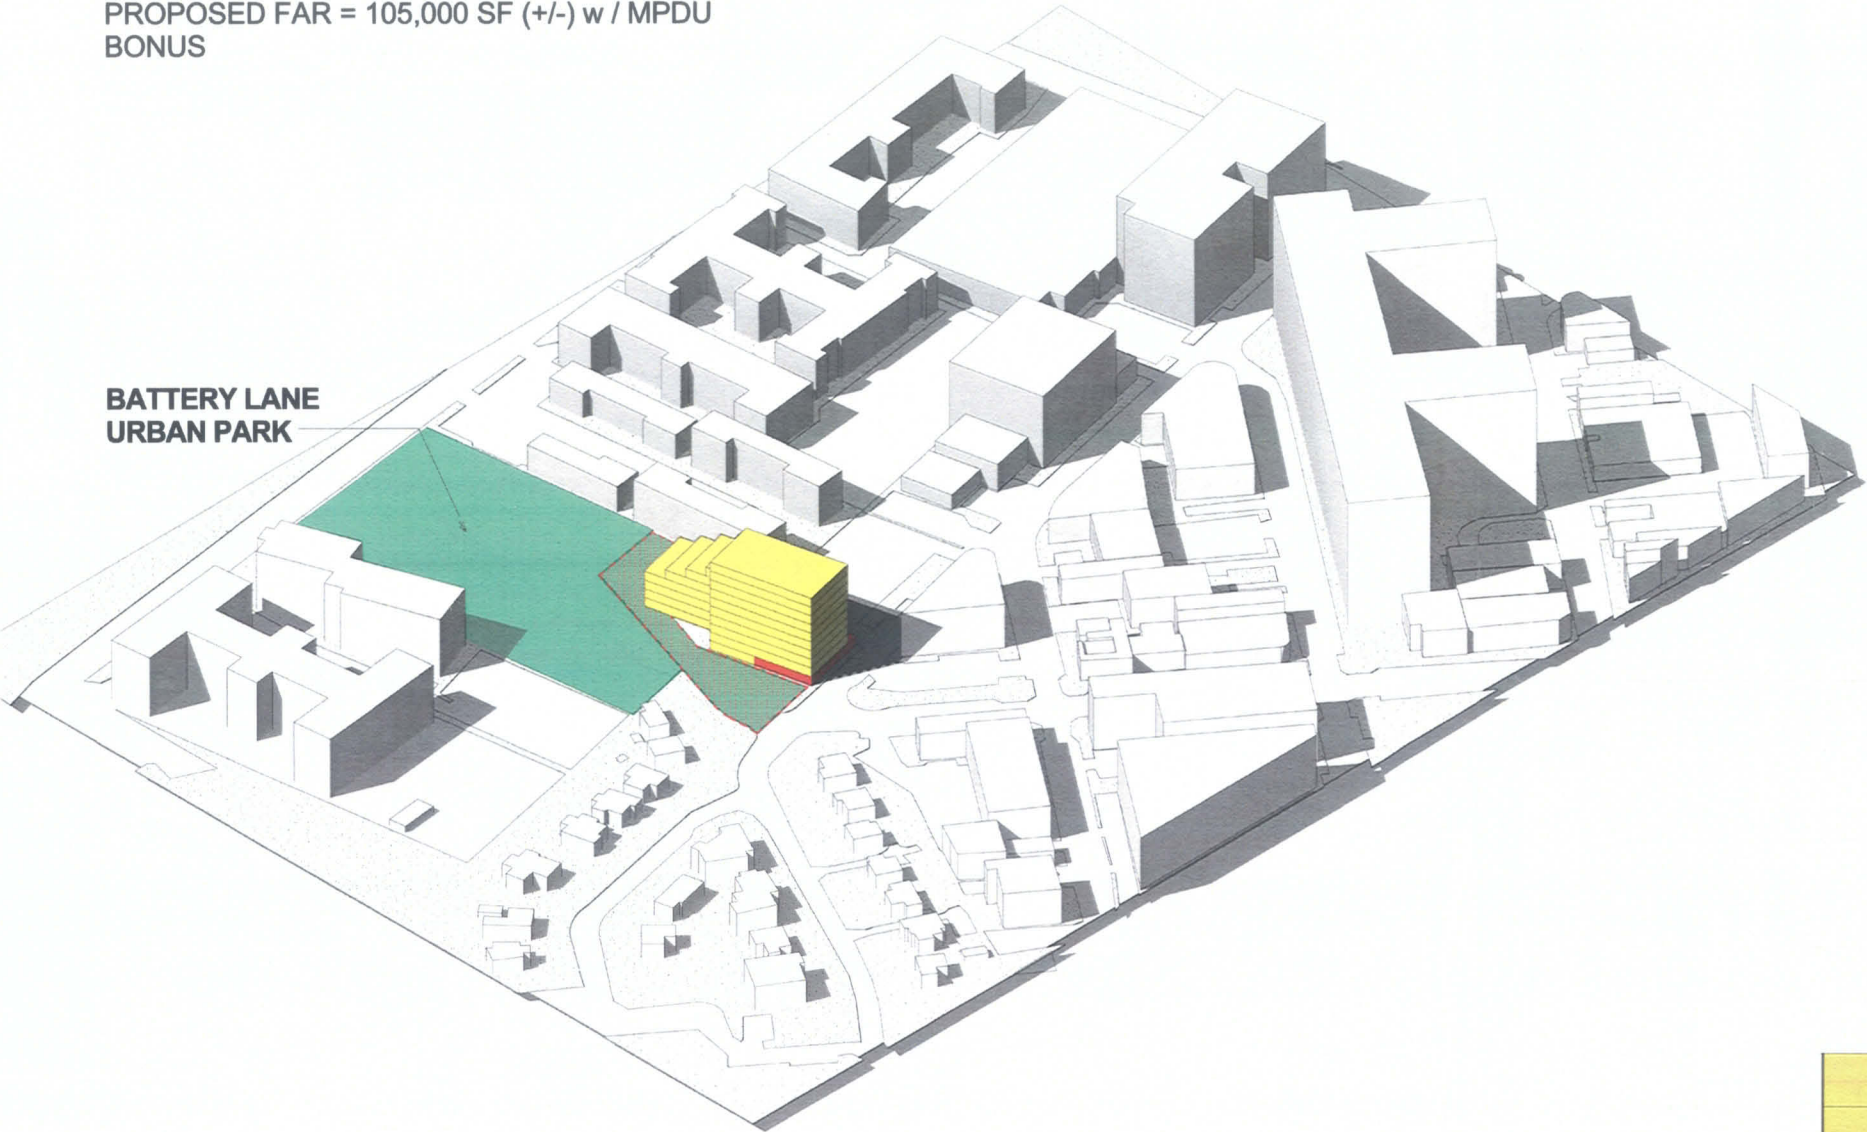 PROPOSED FAR = 105,000 SF (+/-) w / MPDU
BONUS
BATTERY LANE
URBAN PARK